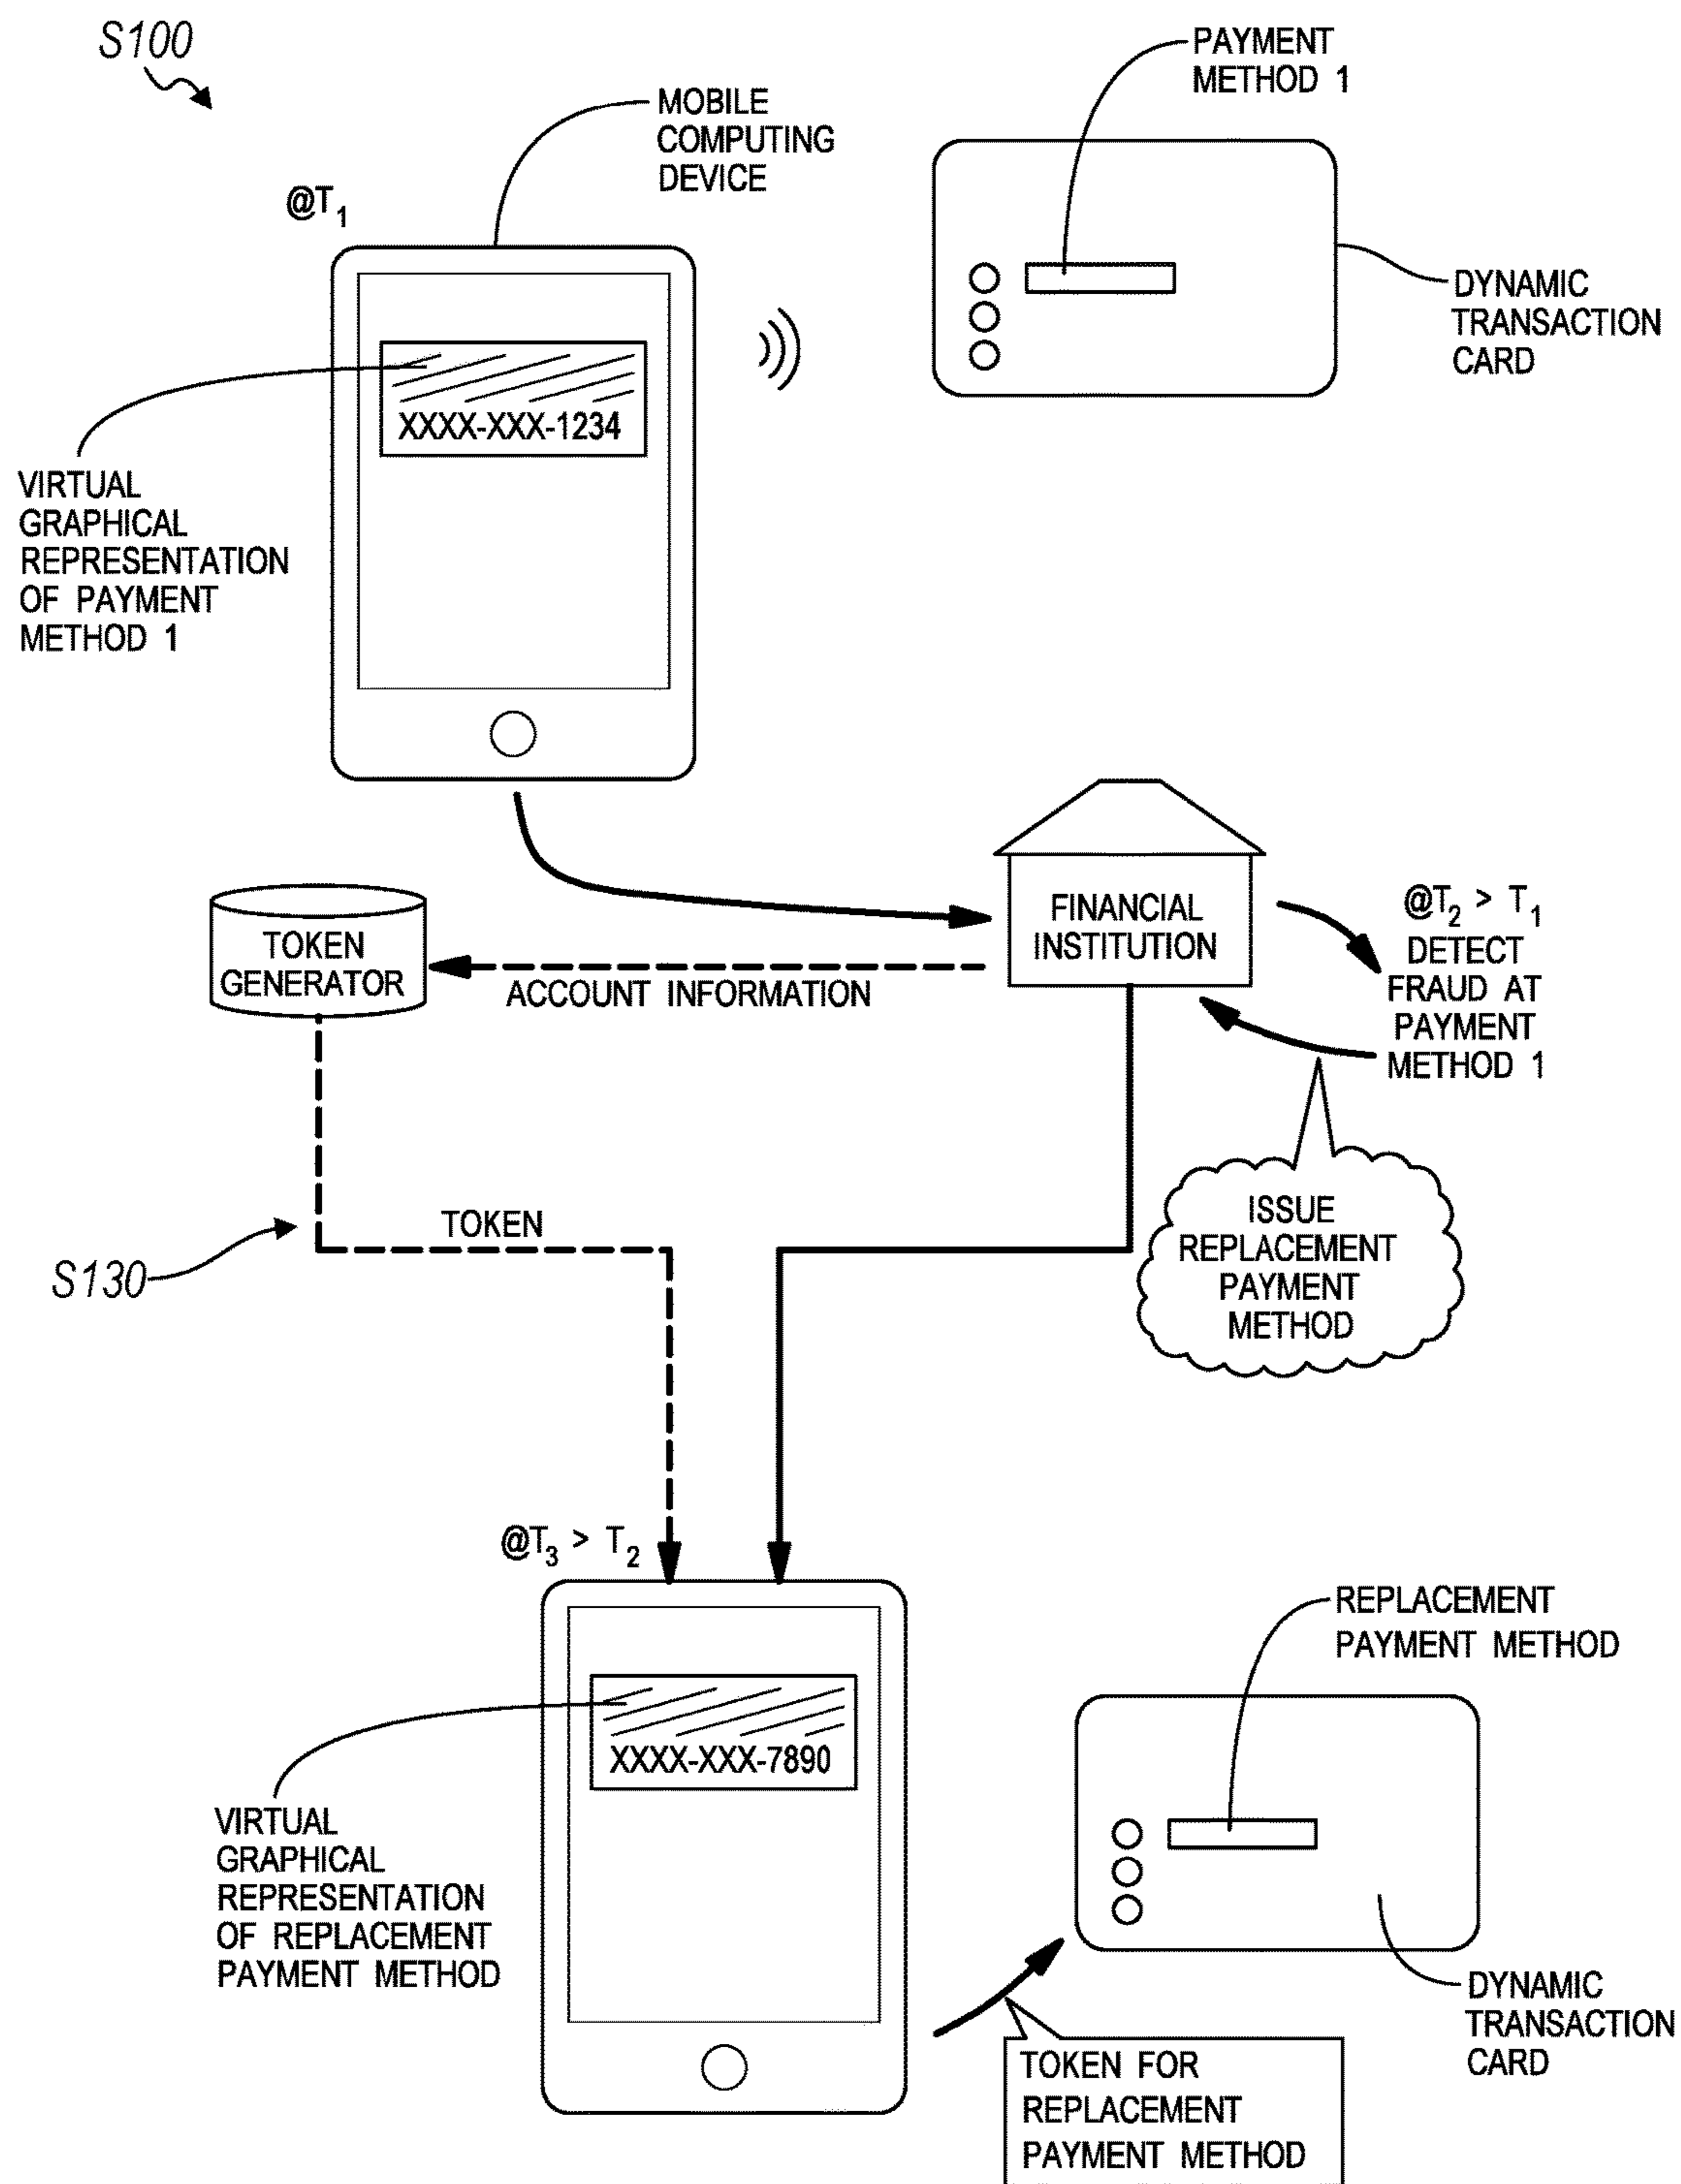 S100
PAYMENT
METHOD 1
MOBILE
COMPUTING
DEVICE
@T1
DYNAMIC
TRANSACTION
CARD
XXXX-XXX-1234
VIRTUAL
GRAPHICAL
REPRESENTATION
OF PAYMENT
METHOD 1
FINANCIAL
INSTITUTION
@T2 > T1
DETECT
FRAUD AT
PAYMENT
METHOD 1
TOKEN
GENERATOR
ACCOUNT INFORMATION
ISSUE
REPLACEMENT
PAYMENT
METHOD
TOKEN
S130
@T3 > T2
REPLACEMENT
PAYMENT METHOD
XXXX-XXX-7890
VIRTUAL
GRAPHICAL
REPRESENTATION
OF REPLACEMENT
PAYMENT METHOD
DYNAMIC
TRANSACTION
CARD
TOKEN FOR
REPLACEMENT
PAYMENT METHOD